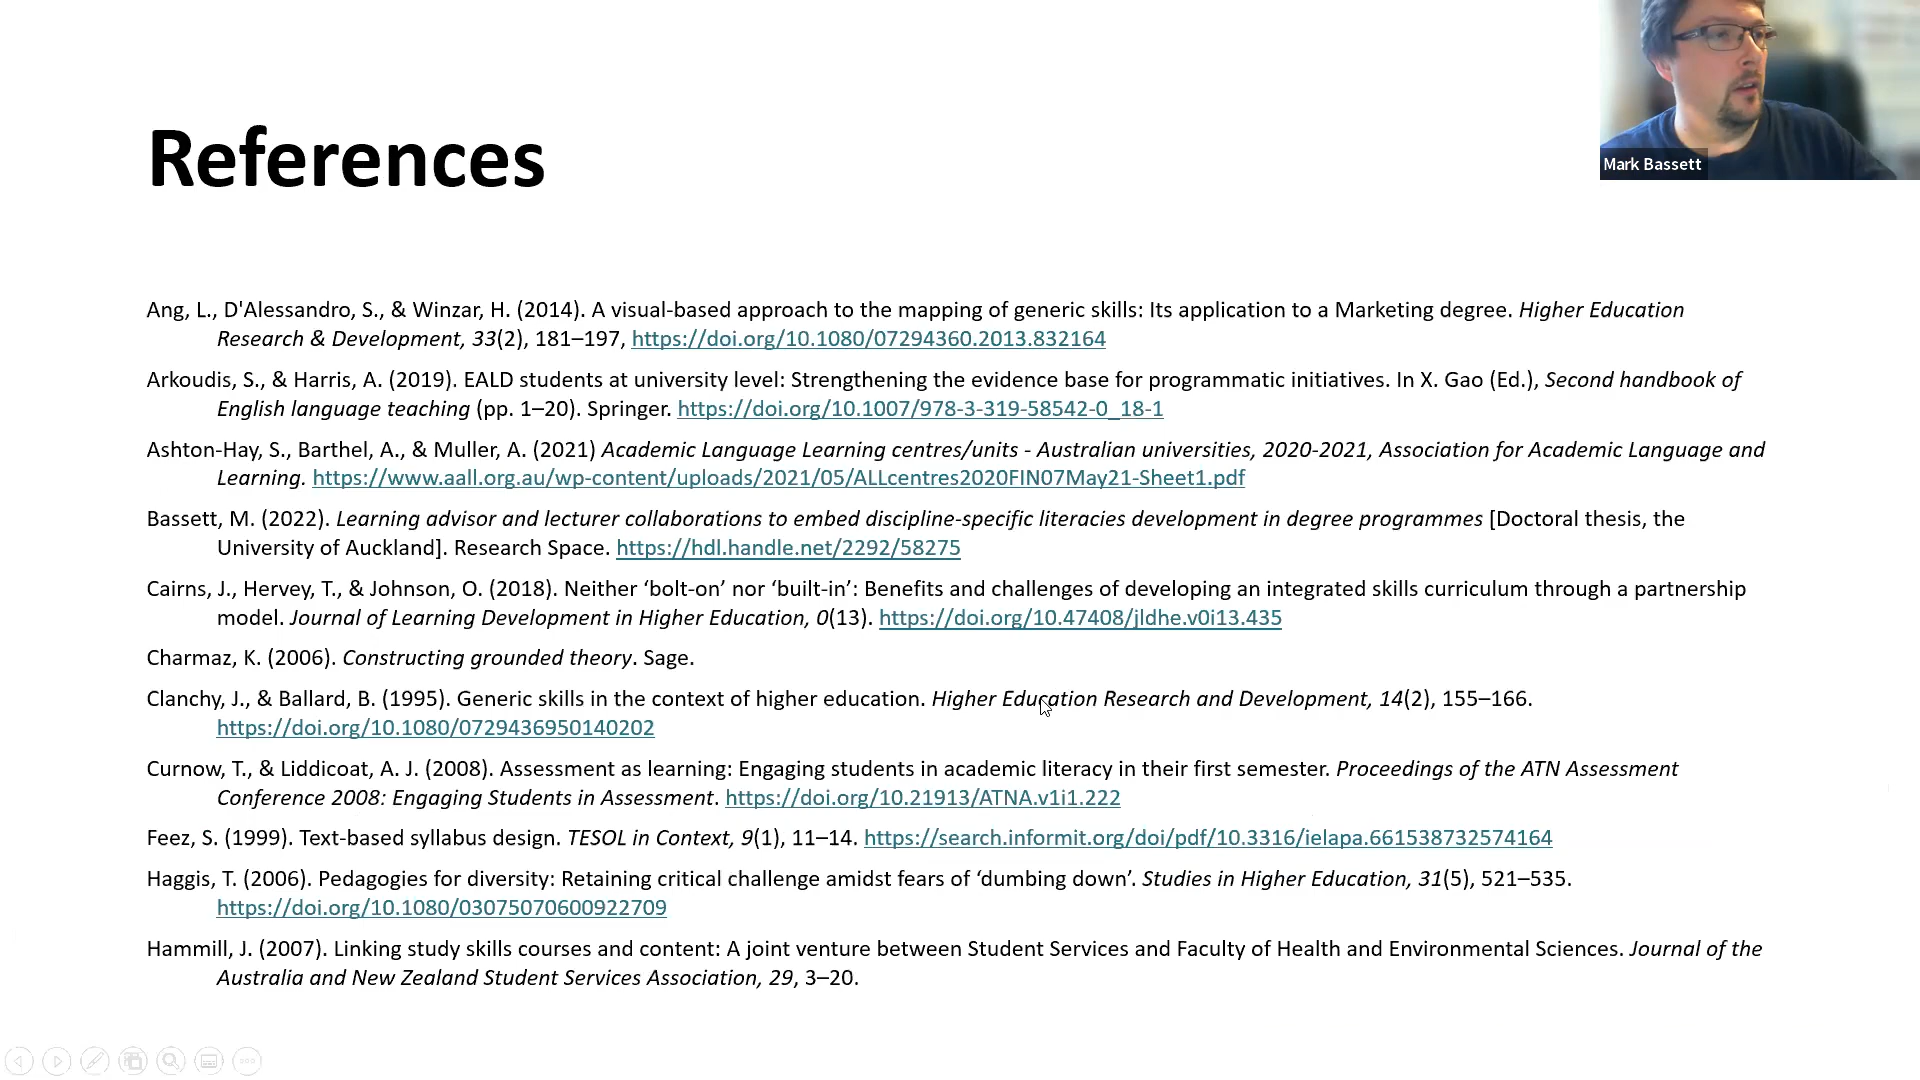 Mark Bassett
References
Ang, L., D'Alessandro, S., & Winzar, H. (2014). A visual-based approach to the mapping of generic skills: Its application to a Marketing degree. Higher Education
Research & Development, 33(2), 181–197, https://doi.org/10.1080/07294360.2013.832164
Arkoudis, S., & Harris, A. (2019). EALD students at university level: Strengthening the evidence base for programmatic initiatives. In X. Gao (Ed.), Second handbook of
English language teaching (pp. 1–20). Springer. https://doi.org/10.1007/978-3-319-58542-0_18-1
Ashton-Hay, S., Barthel, A., & Muller, A. (2021) Academic Language Learning centres/units - Australian universities, 2020-2021, Association for Academic Language and
Learning. https://www.aall.org.au/wp-content/uploads/2021/05/ALLcentres2020FIN07May21-Sheet1.pdf
Bassett, M. (2022). Learning advisor and lecturer collaborations to embed discipline-specific literacies development in degree programmes [Doctoral thesis, the
University of Auckland]. Research Space. https://hdl.handle.net/2292/58275
Cairns, J., Hervey, T., & Johnson, O. (2018). Neither ‘bolt-on’ nor ‘built-in’: Benefits and challenges of developing an integrated skills curriculum through a partnership
model. Journal of Learning Development in Higher Education, 0(13). https://doi.org/10.47408/jldhe.v0i13.435
Charmaz, K. (2006). Constructing grounded theory. Sage.
Clanchy, J., & Ballard, B. (1995). Generic skills in the context of higher education. Higher Education Research and Development, 14(2), 155–166.
https://doi.org/10.1080/0729436950140202
Curnow, T., & Liddicoat, A. J. (2008). Assessment as learning: Engaging students in academic literacy in their first semester. Proceedings of the ATN Assessment
Conference 2008: Engaging Students in Assessment. https://doi.org/10.21913/ATNA.v1i1.222
Feez, S. (1999). Text-based syllabus design. TESOL in Context, 9(1), 11–14. https://search.informit.org/doi/pdf/10.3316/ielapa.661538732574164
Haggis, T. (2006). Pedagogies for diversity: Retaining critical challenge amidst fears of ‘dumbing down’. Studies in Higher Education, 31(5), 521–535.
https://doi.org/10.1080/03075070600922709
Hammill, J. (2007). Linking study skills courses and content: A joint venture between Student Services and Faculty of Health and Environmental Sciences. Journal of the
Australia and New Zealand Student Services Association, 29, 3–20.